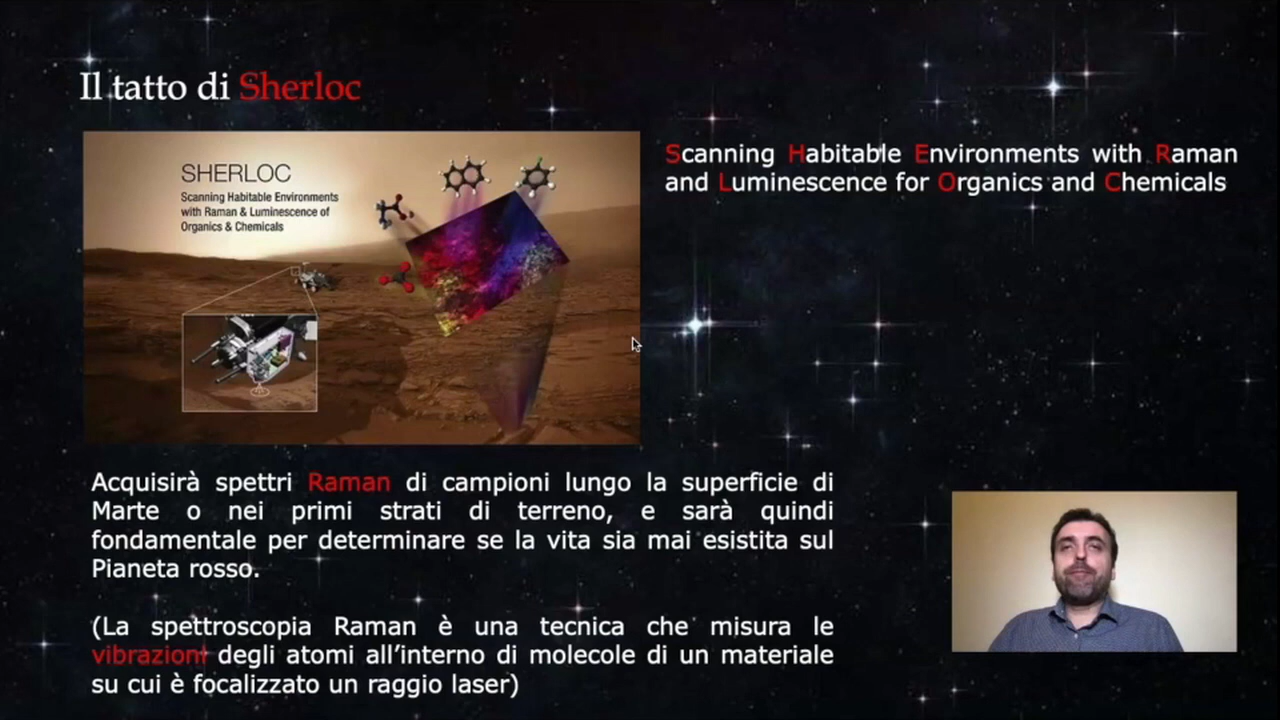 Il tatto di Sherloc
SHERLOC
Scanning Habitable Environments
with Raman & Luminescence of
Organics & Chemicals
Scanning Habitable Environments with Raman
and Luminescence for Organics and Chemicals
Acquisirà spettri Raman di campioni lungo la superficie di
Marte o nei primi strati di terreno, e sarà quindi
fondamentale per determinare se la vita sia mai esistita sul
Pianeta rosso.
(La spettroscopia Raman è una tecnica che misura le
vibrazioni degli atomi all’interno di molecole di un materiale
su cui è focalizzato un raggio laser)